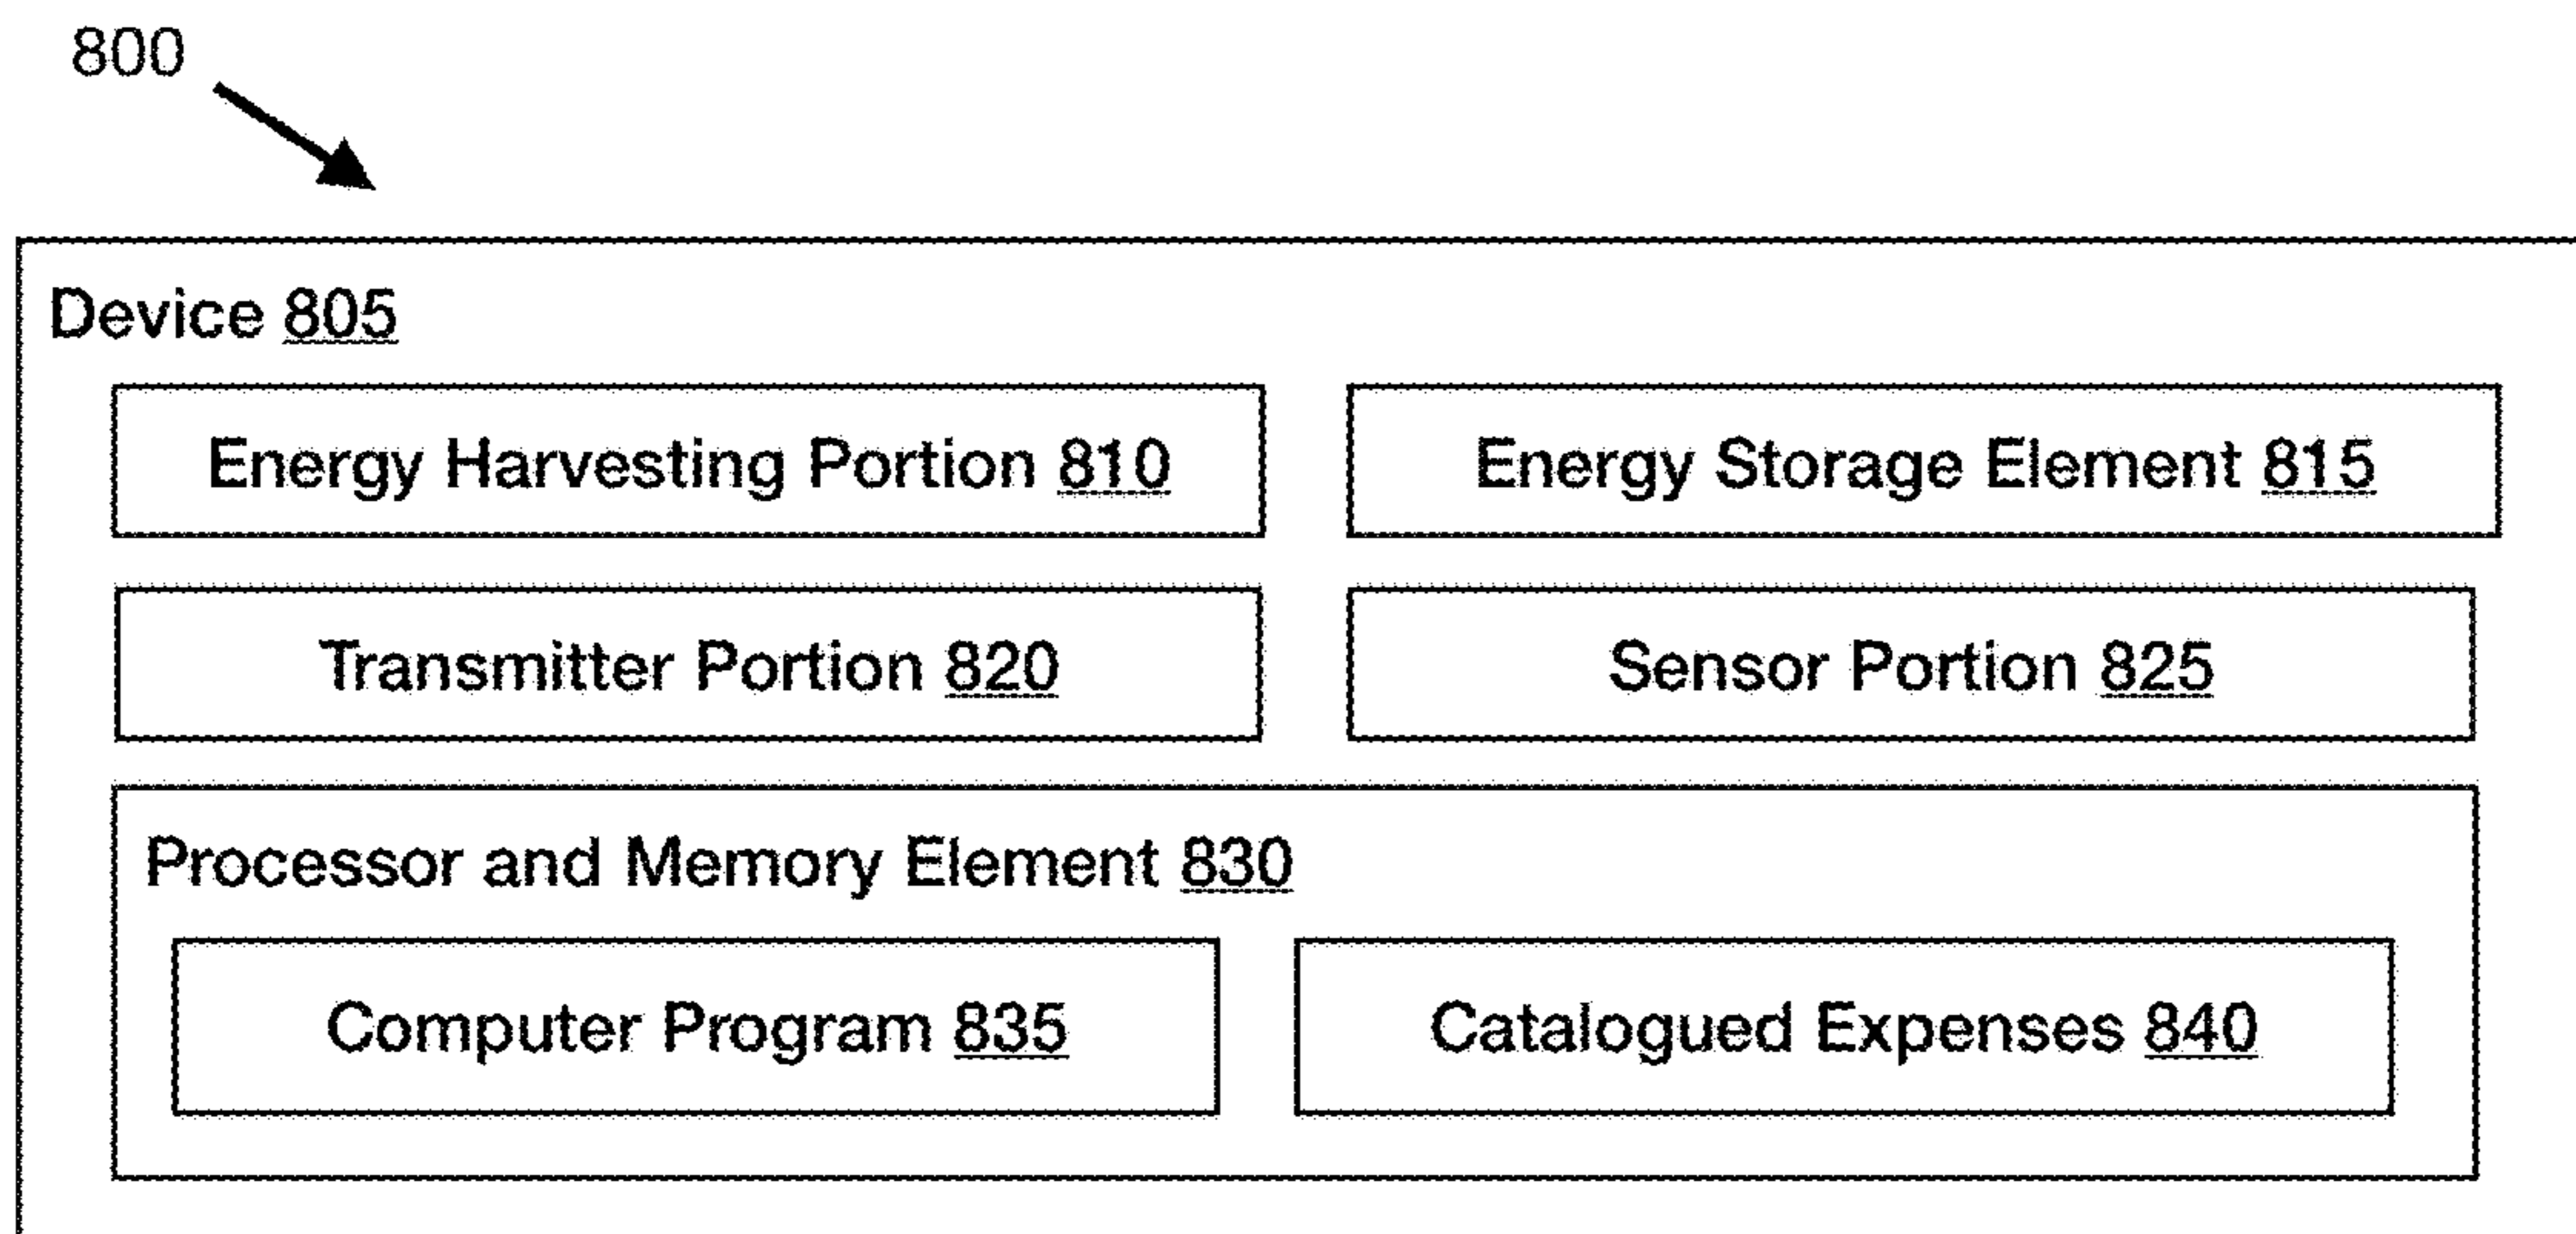 800
Device 805
Energy Harvesting Portion 810
Energy Storage Element 815
Transmitter Portion 820
Sensor Portion 825
Processor and Memory Element 830
Computer Program 835
Catalogued Expenses 840